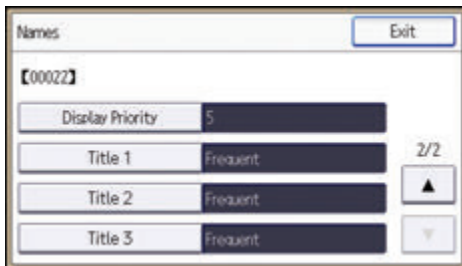 Names Exit
【00022】
Display Priority 5
Title 1 Frequent
2/2
Title 2 Frequent
▲
Title 3 Frequent
▼